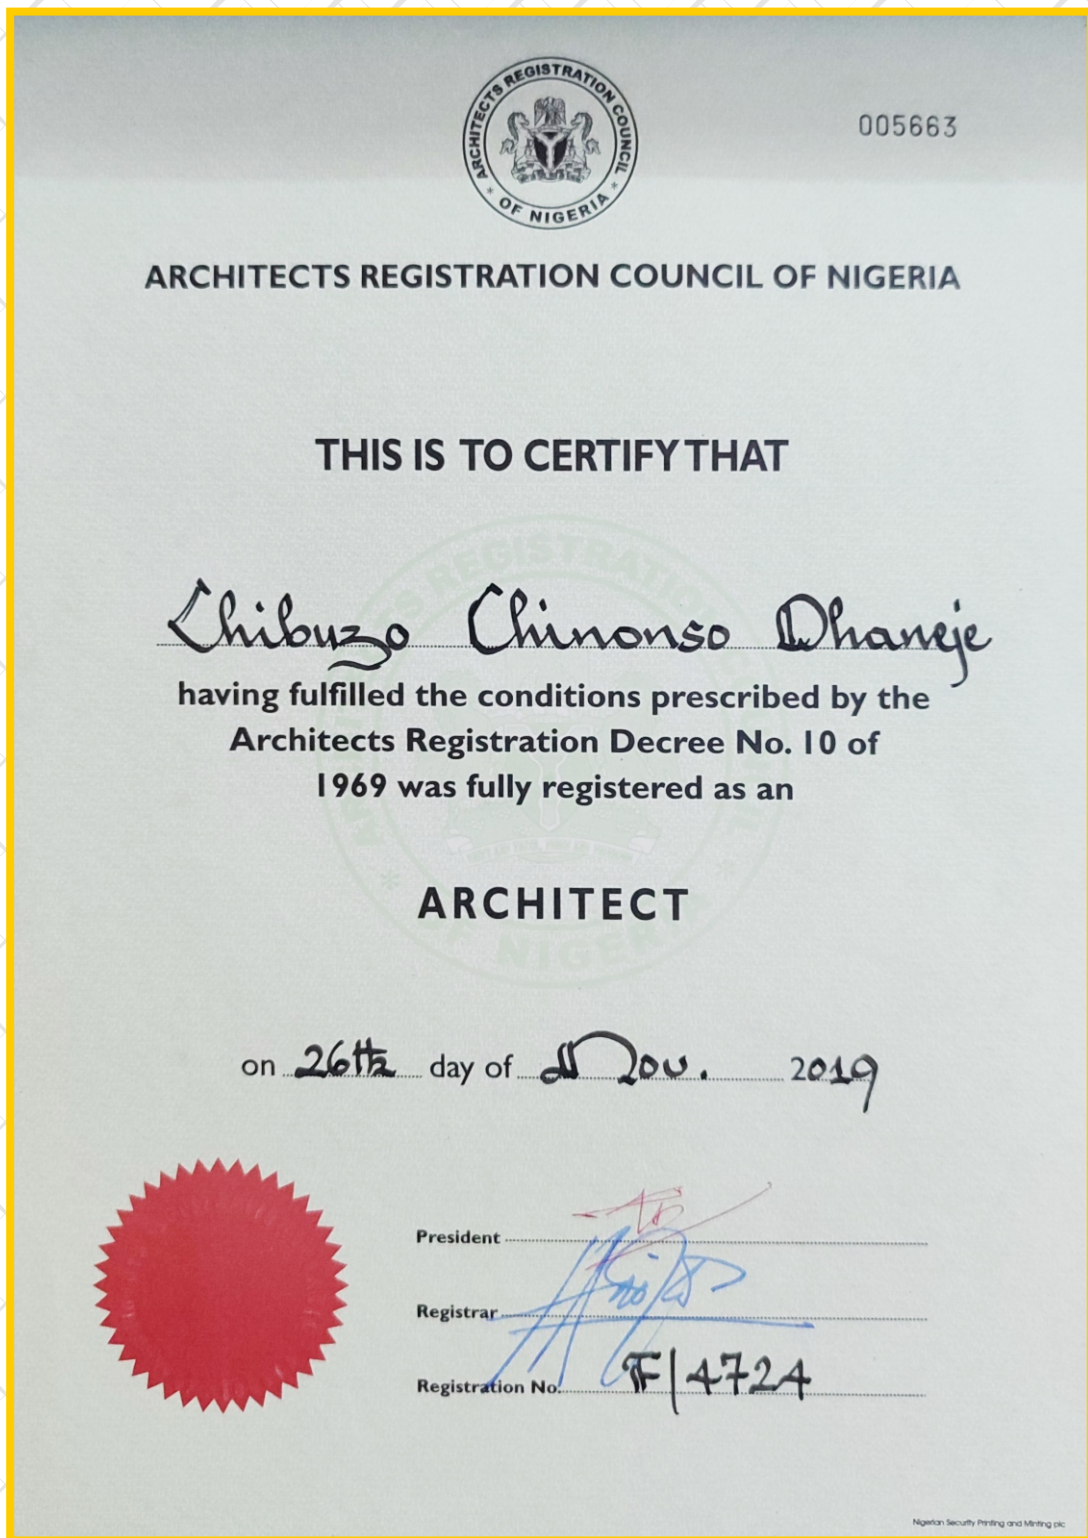 ARCHITECTS REGISTRATION COUNCIL
* OF NIGERIA *
005663
ARCHITECTS REGISTRATION COUNCIL OF NIGERIA
THIS IS TO CERTIFY THAT
Chibuzo Chinonso Ohaneje
having fulfilled the conditions prescribed by the
Architects Registration Decree No. 10 of
1969 was fully registered as an
ARCHITECT
on 26th day of Nov. 2019
President
Registrar
Registration No. F/4724
Nigerian Security Printing and Minting plc